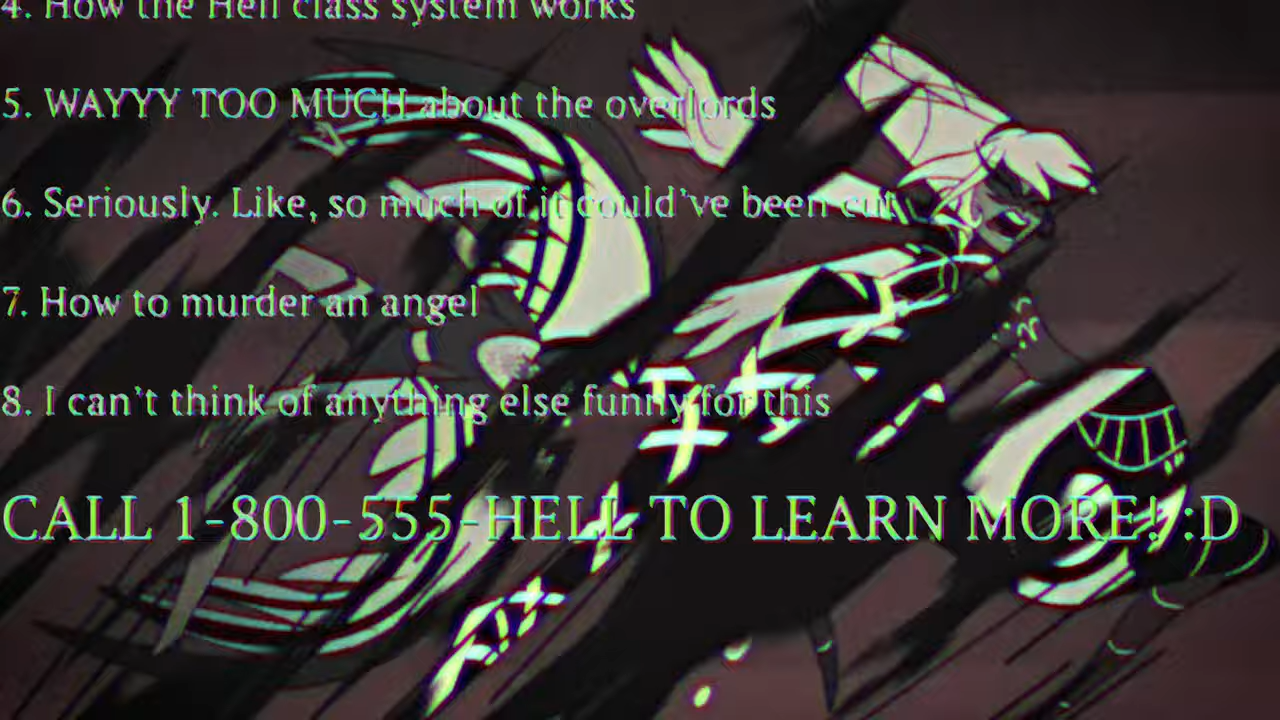 4. How the Hell class system works
5. WAYYY TOO MUCH about the overlords
6. Seriously. Like, so much of it could've been cut
7. How to murder an angel
8. I can't think of anything else funny for this
CALL 1-800-555-HELL TO LEARN MORE! :D